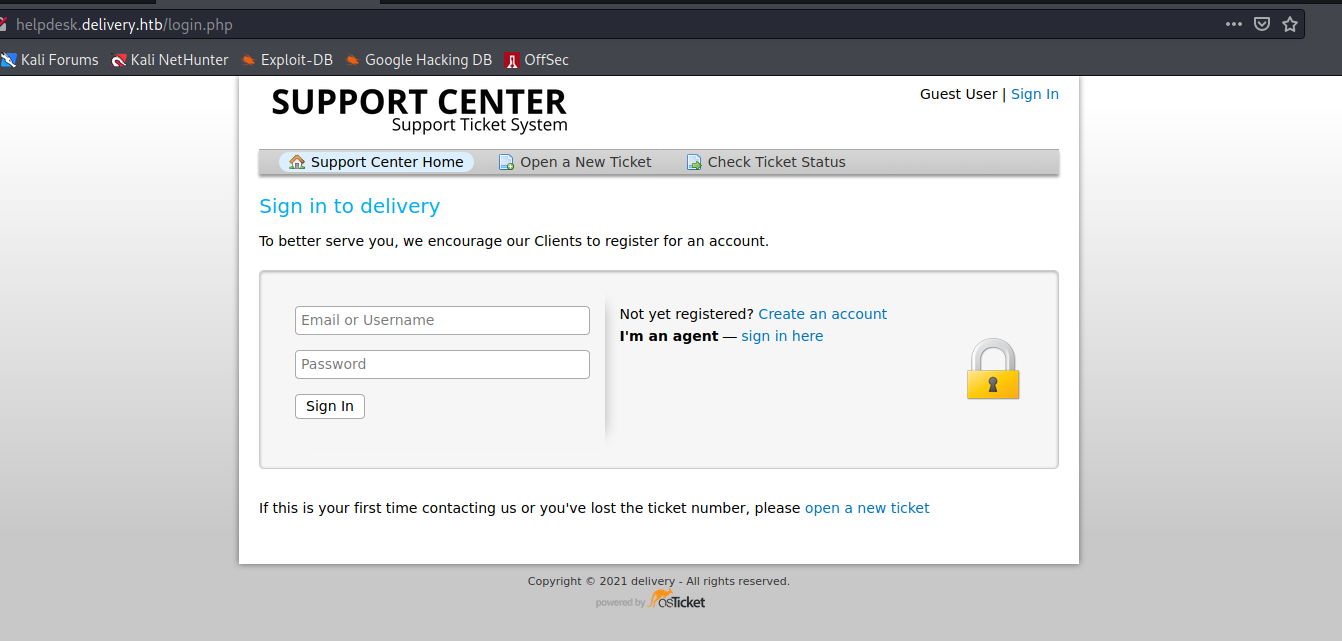 helpdesk.delivery.htb/login.php
Kali Forums Kali NetHunter Exploit-DB Google Hacking DB OffSec
SUPPORT CENTER
Support Ticket System
Guest User | Sign In
Support Center Home Open a New Ticket Check Ticket Status
Sign in to delivery
To better serve you, we encourage our Clients to register for an account.
Email or Username
Password
Sign In
Not yet registered? Create an account
I'm an agent — sign in here
If this is your first time contacting us or you've lost the ticket number, please open a new ticket
Copyright © 2021 delivery - All rights reserved.
powered by osTicket